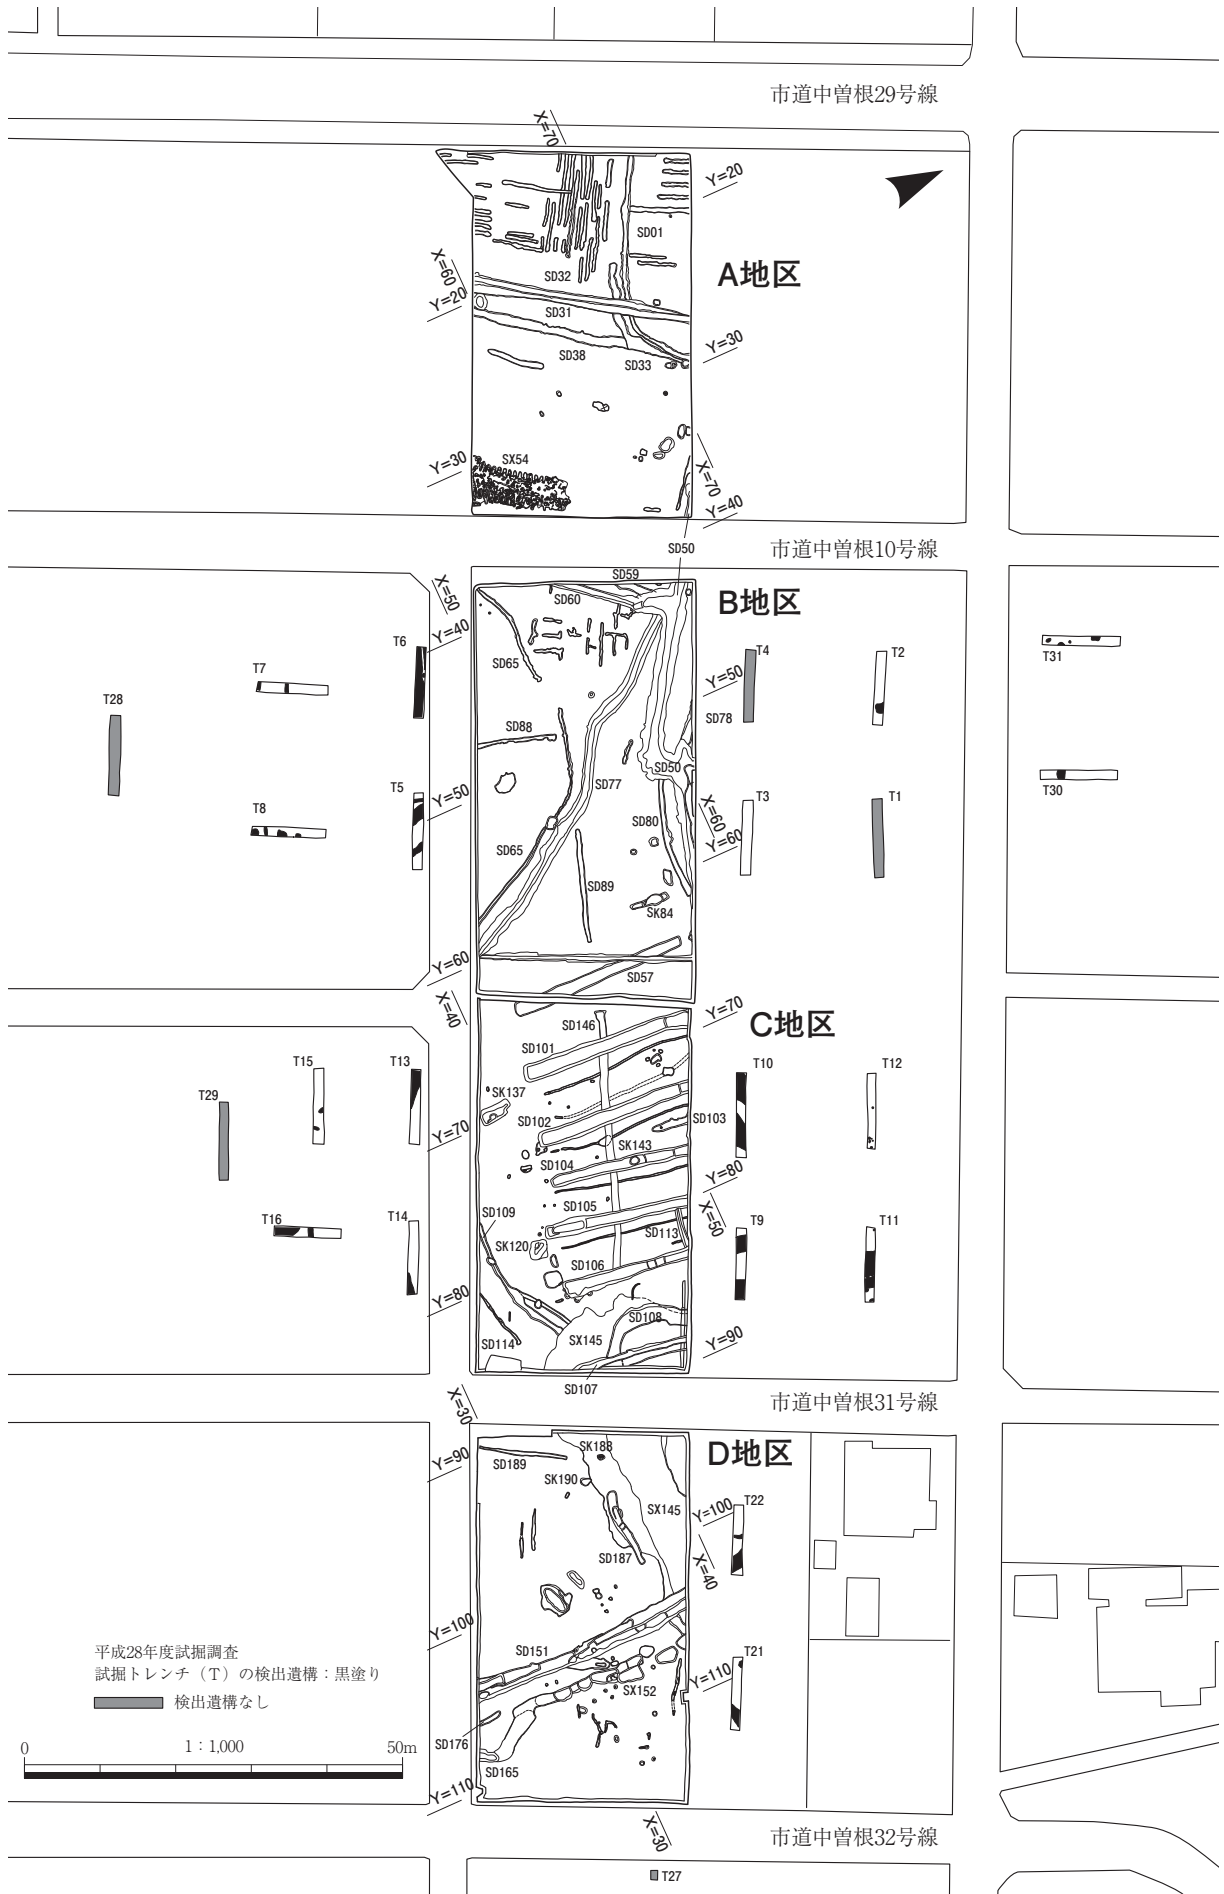 市道中曽根29号線
X=70
Y=20
SD01
A地区
X=60
Y=20
SD32
SD31
Y=30
SD38
SD33
Y=30
SX54
X=70
Y=40
SD50
市道中曽根10号線
SD59
X=50
SD60
B地区
Y=40
T6
T4
T2
T31
T7
SD65
Y=50
T28
SD78
SD88
SD50
T30
T5
SD77
Y=50
T3
T1
T8
X=60
SD80
Y=60
SD65
SD89
SK84
Y=60
SD57
X=40
Y=70
SD146
C地区
SD101
T15
T13
T10
T12
SK137
T29
SD102
SD103
Y=70
SK143
SD104
Y=80
SD105
SD109
X=50
T16
T14
T9
T11
SD113
SK120
SD106
Y=80
SD108
SD114
SX145
Y=90
SD107
X=30
市道中曽根31号線
SK188
D地区
Y=90
SD189
SK190
T22
SX145
Y=100
SD187
X=40
Y=100
SD151
T21
平成28年度試掘調査
試掘トレンチ（T）の検出遺構：黒塗り
Y=110
SX152
検出遺構なし
SD176
0
1：1,000
50m
SD165
Y=110
X=30
市道中曽根32号線
T27